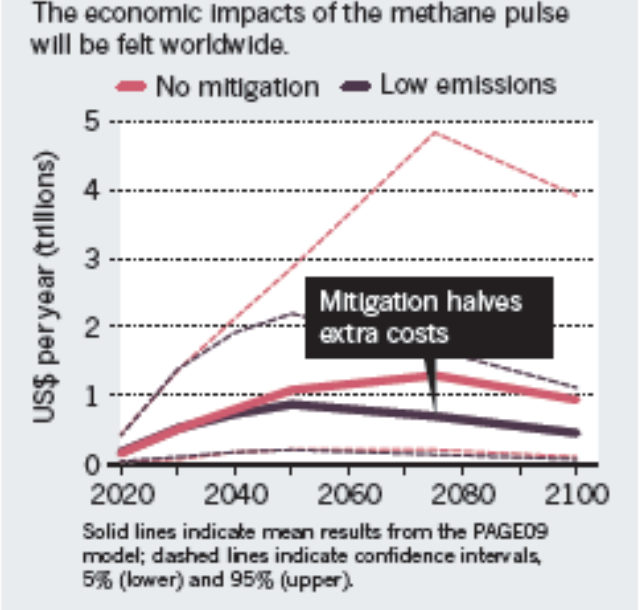 The economic impacts of the methane pulse
will be felt worldwide.
No mitigation Low emissions
5
4
3
2
1
0
US$ per year (trillions)
Mitigation halves
extra costs
2020 2040 2060 2080 2100
Solid lines indicate mean results from the PAGE09
model; dashed lines indicate confidence intervals,
5% (lower) and 95% (upper).